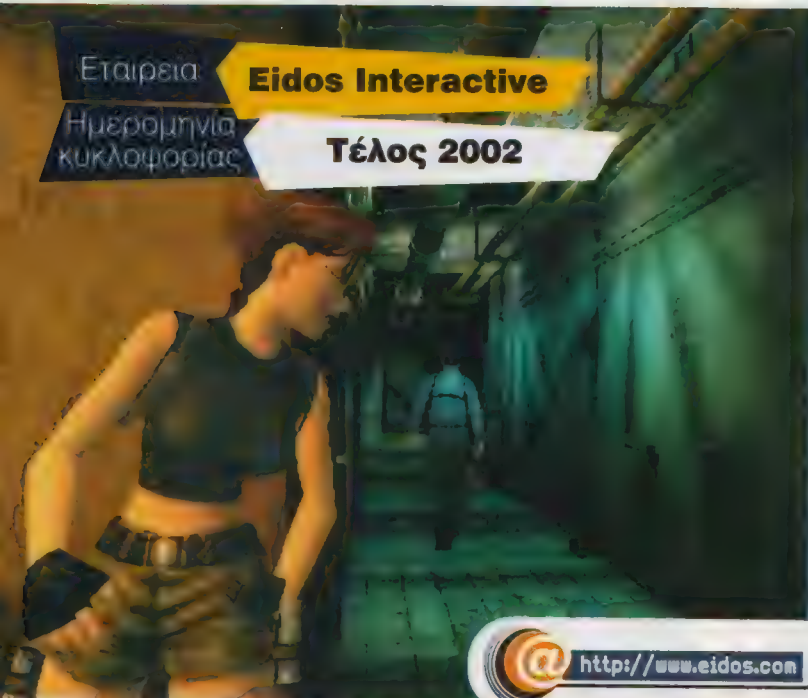 Εταιρεια
Eidos Interactive
Ημερομηνία
κυκλοφορίας
Τέλος 2002
@ http://www.eidos.com